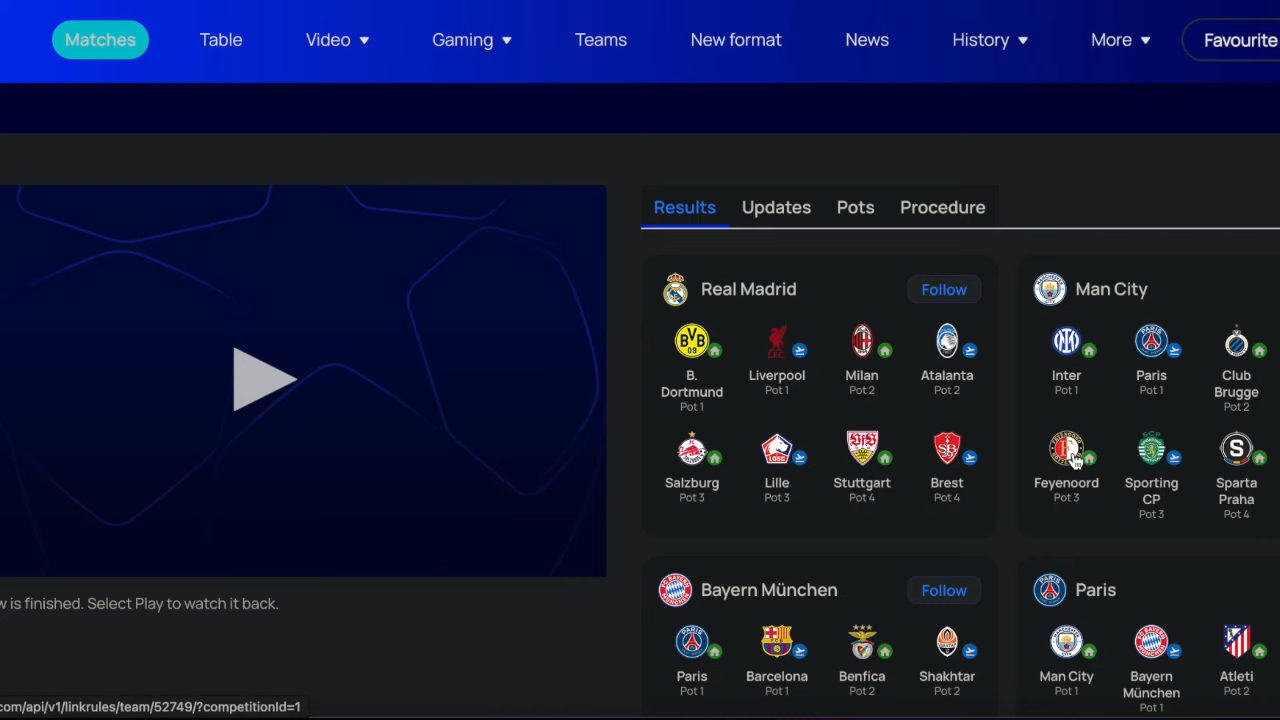 Matches
Table
Video
Gaming
Teams
New format
News
History
More
Favourite
Results
Updates
Pots
Procedure
Real Madrid
Follow
B. Dortmund
Pot 1
Liverpool
Pot 1
Milan
Pot 2
Atalanta
Pot 2
Salzburg
Pot 3
Lille
Pot 3
Stuttgart
Pot 4
Brest
Pot 4
Man City
Inter
Pot 1
Paris
Pot 1
Club
Brugge
Pot 2
Feyenoord
Pot 3
Sporting
CP
Pot 3
Sparta
Praha
Pot 4
Bayern München
Follow
Paris
Pot 1
Barcelona
Pot 1
Benfica
Pot 2
Shakhtar
Pot 2
Paris
Man City
Pot 1
Bayern
München
Pot 1
Atleti
Pot 2
w is finished. Select Play to watch it back.
com/api/v1/linkrules/team/52749/?competitionId=1